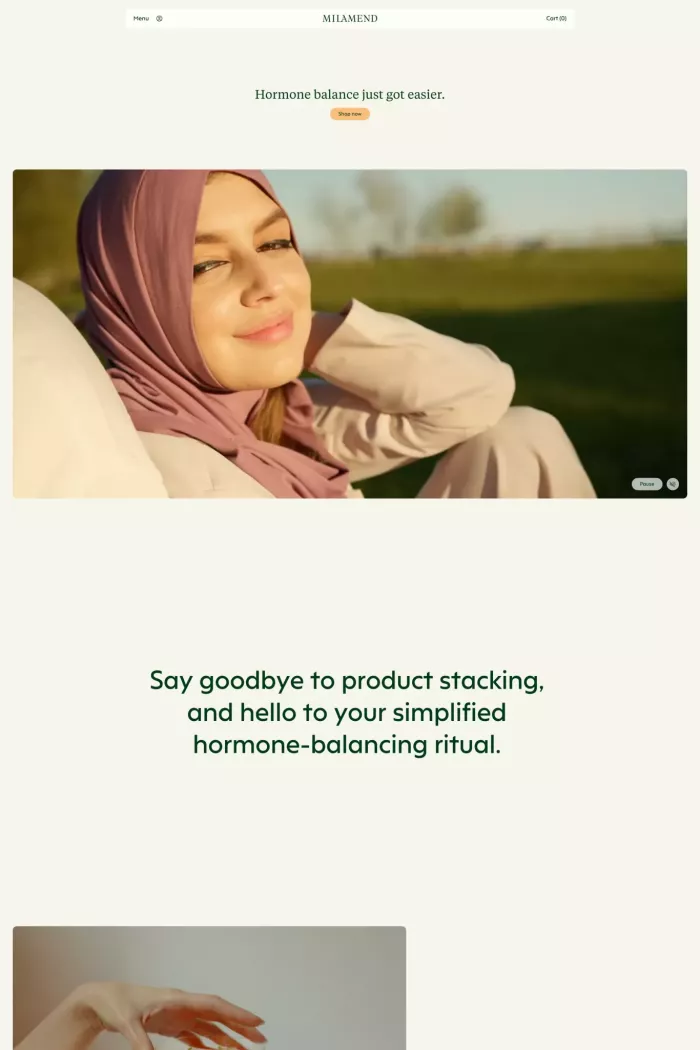 Menu
MILAMEND
Cart (0)
Hormone balance just got easier.
Shop now
Pause
Say goodbye to product stacking,
and hello to your simplified
hormone-balancing ritual.